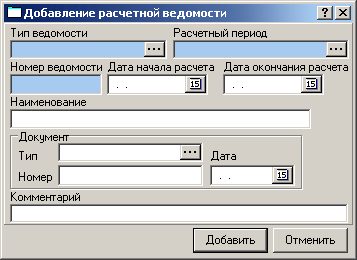 Добавление расчетной ведомости ?
Тип ведомости Расчетный период
... ...
Номер ведомости Дата начала расчета Дата окончания расчета
. . 15 . . 15
Наименование
Документ
Тип ... Дата
Номер . . 15
Комментарий
Добавить Отменить